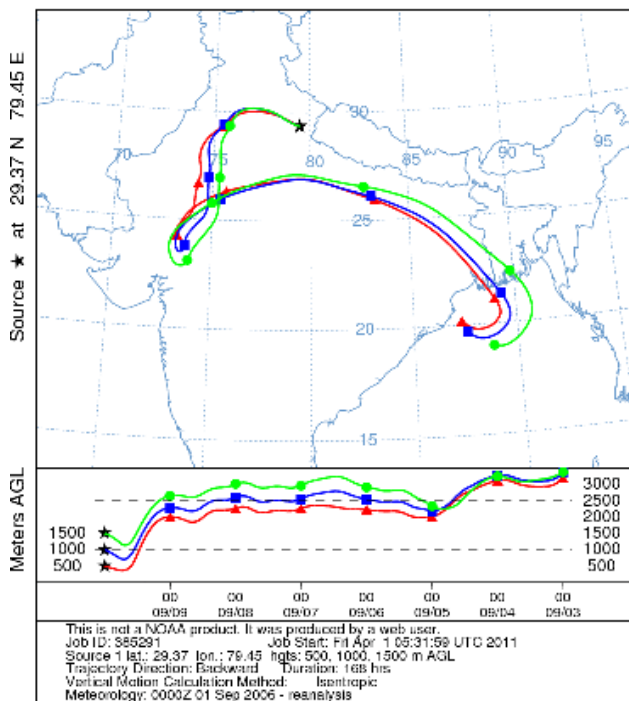 Source ★ at 29.37 N 79.45 E
70
75
80
85
90
90
95
25
20
15
Meters AGL
1500
1000
500
3000
2500
2000
1500
1000
500
00 00 00 00 00 00 00
09/09 09/08 09/07 09/06 09/05 09/04 09/03
This is not a NOAA product. It was produced by a web user.
Job ID: 385291 Job Start: Fri Apr 1 05:31:59 UTC 2011
Source 1 lat.: 29.37 lon.: 79.45 hgts: 500, 1000, 1500 m AGL
Trajectory Direction: Backward Duration: 168 hrs
Vertical Motion Calculation Method: Isentropic
Meteorology: 0000Z 01 Sep 2006 - reanalysis